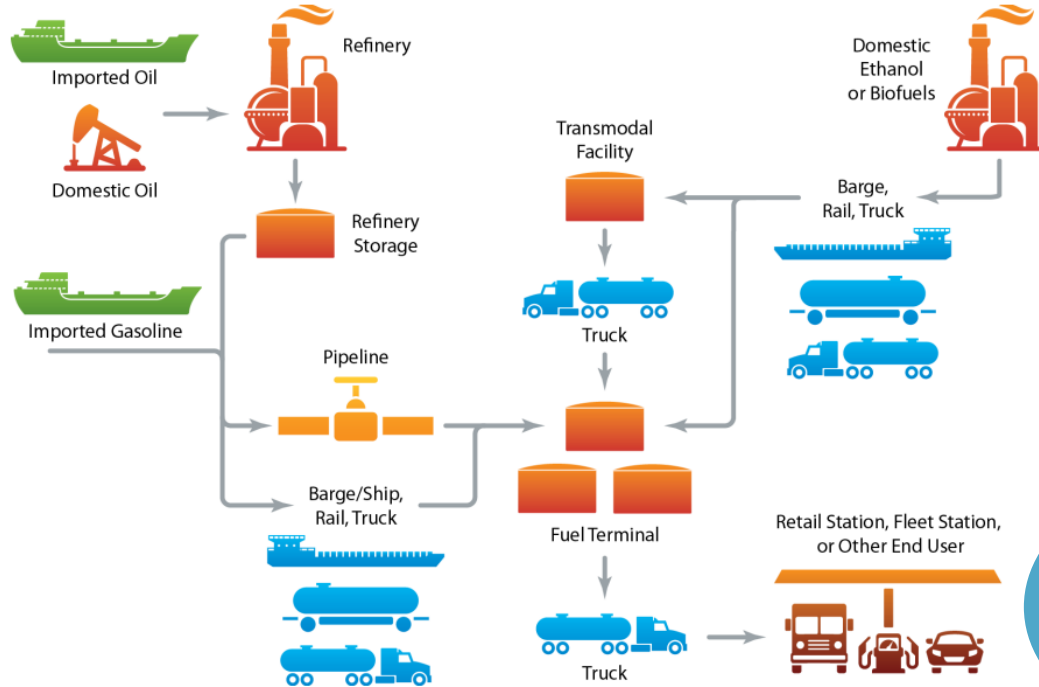 Imported Oil
Domestic Oil
Refinery
Refinery
Storage
Imported Gasoline
Pipeline
Barge/Ship,
Rail, Truck
Transmodal
Facility
Truck
Fuel Terminal
Truck
Domestic
Ethanol
or Biofuels
Barge,
Rail, Truck
Retail Station, Fleet Station,
or Other End User